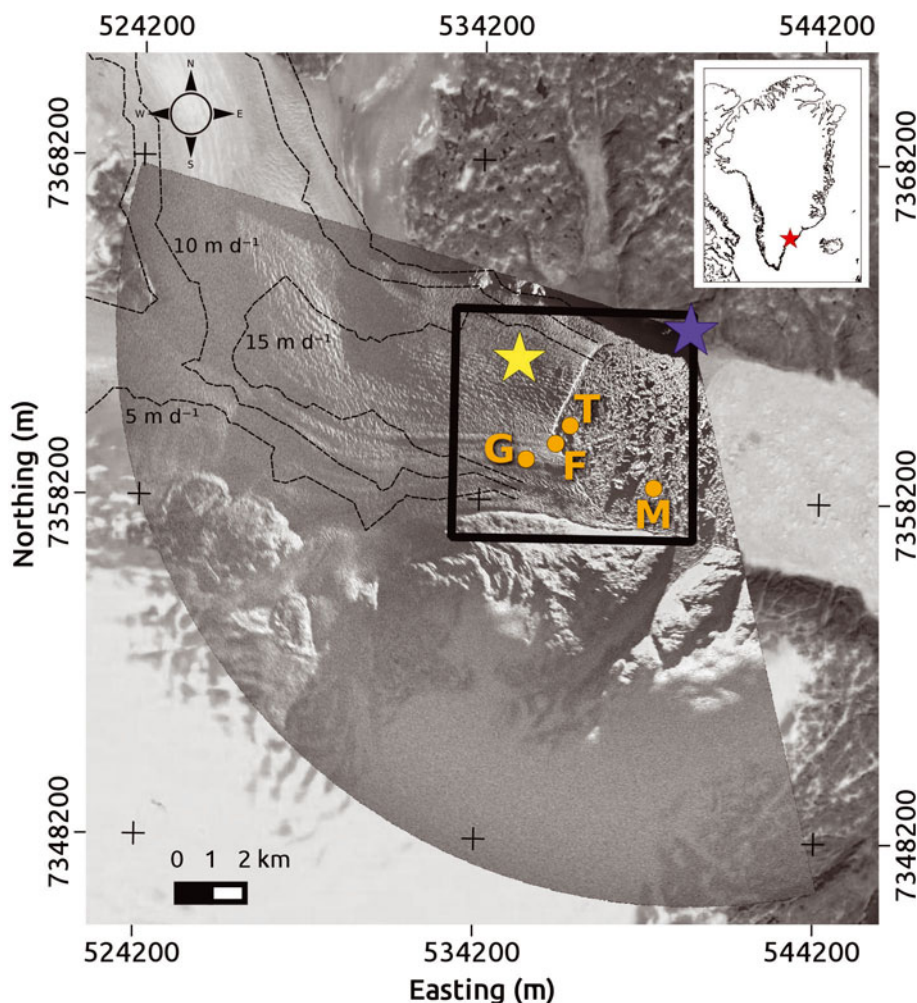 524200 534200 544200
N
W E
S
7368200 7368200
10 m d⁻¹
15 m d⁻¹
5 m d⁻¹
T
G F
M
Northing (m)
7358200 7358200
7348200 7348200
0 1 2 km
524200 534200 544200
Easting (m)